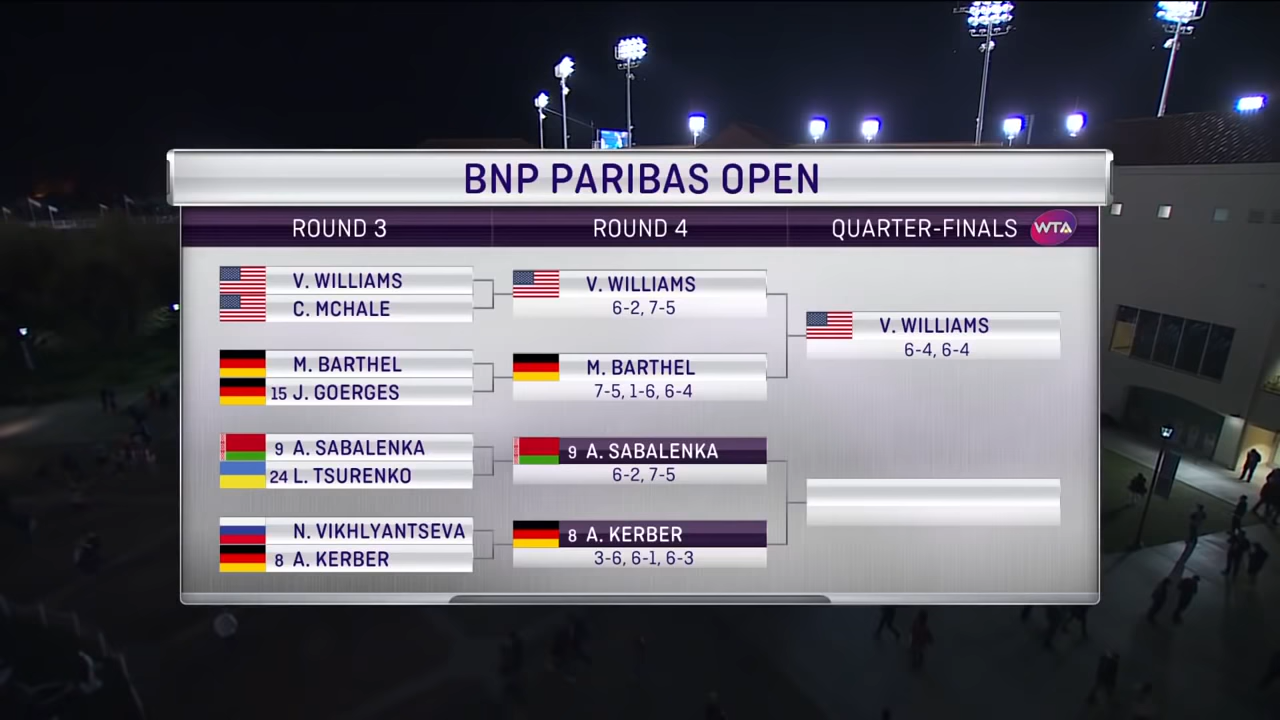 BNP PARIBAS OPEN
ROUND 3
ROUND 4
QUARTER-FINALS WTA
V. WILLIAMS
C. MCHALE
M. BARTHEL
15 J. GOERGES
9 A. SABALENKA
24 L. TSURENKO
N. VIKHLYANTSEVA
8 A. KERBER
V. WILLIAMS
6-2, 7-5
M. BARTHEL
7-5, 1-6, 6-4
9 A. SABALENKA
6-2, 7-5
8 A. KERBER
3-6, 6-1, 6-3
V. WILLIAMS
6-4, 6-4